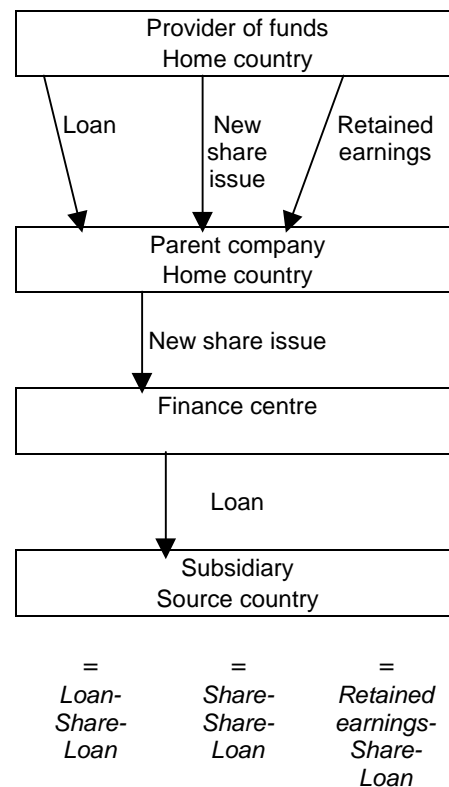 Provider of funds
Home country
Loan
New
share
issue
Retained
earnings
Parent company
Home country
New share issue
Finance centre
Loan
Subsidiary
Source country
= = =
Loan-
Share-
Loan
Share-
Share-
Loan
Retained
earnings-
Share-
Loan